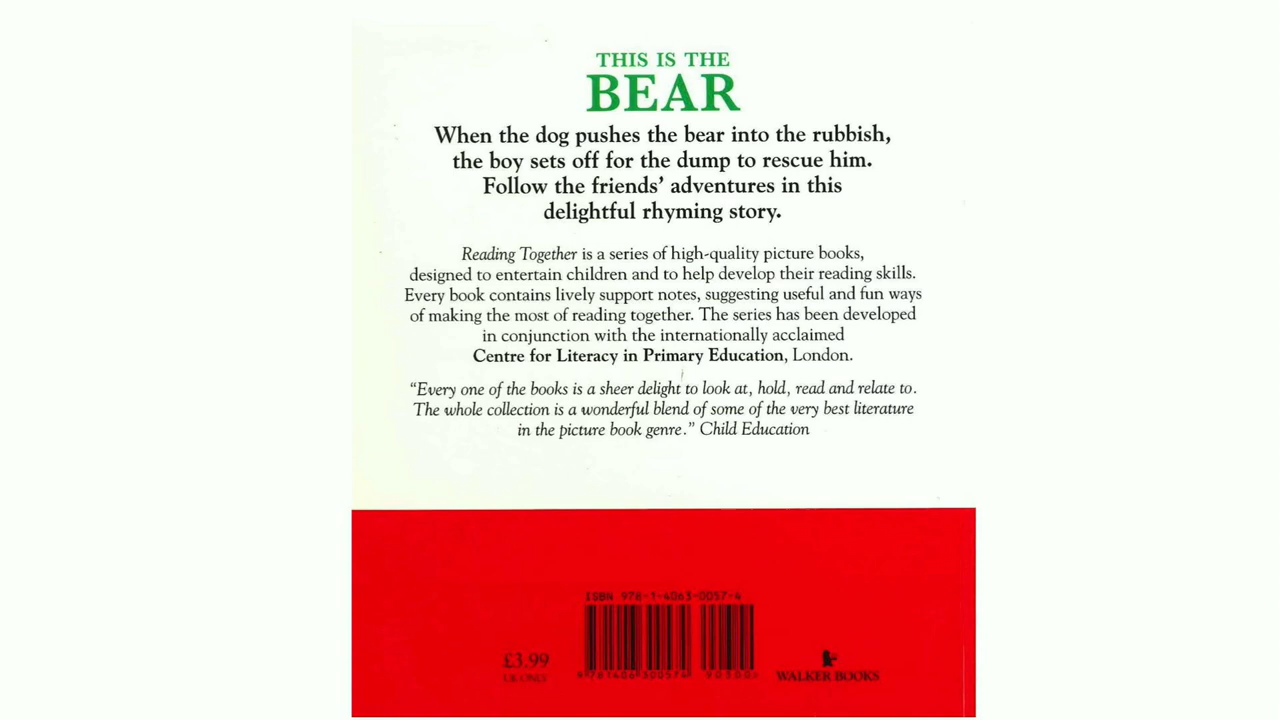 THIS IS THE
BEAR
When the dog pushes the bear into the rubbish,
the boy sets off for the dump to rescue him.
Follow the friends’ adventures in this
delightful rhyming story.
Reading Together is a series of high-quality picture books,
designed to entertain children and to help develop their reading skills.
Every book contains lively support notes, suggesting useful and fun ways
of making the most of reading together. The series has been developed
in conjunction with the internationally acclaimed
Centre for Literacy in Primary Education, London.
“Every one of the books is a sheer delight to look at, hold, read and relate to.
The whole collection is a wonderful blend of some of the very best literature
in the picture book genre.” Child Education
ISBN 978-1-4063-0057-4
£3.99
UK ONLY
9 781406 300574
WALKER BOOKS